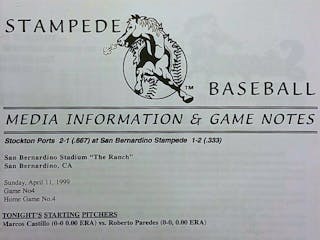 STAMPEDE
TM
BASEBALL
MEDIA INFORMATION & GAME NOTES
Stockton Ports 2-1 (.667) at San Bernardino Stampede 1-2 (.333)
San Bernardino Stadium "The Ranch"
San Bernardino, CA
Sunday, April 11, 1999
Game No4
Home Game No.4
TONIGHT'S STARTING PITCHERS
Marcos Castillo (0-0 0.00 ERA) vs. Roberto Paredes (0-0, 0.00 ERA)